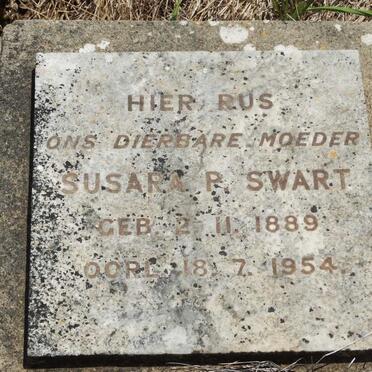 HIER RUS
ONS DIERBARE MOEDER
SUSARA P. SWART
GEB. 2. 11. 1889
OORL. 18. 7. 1954.